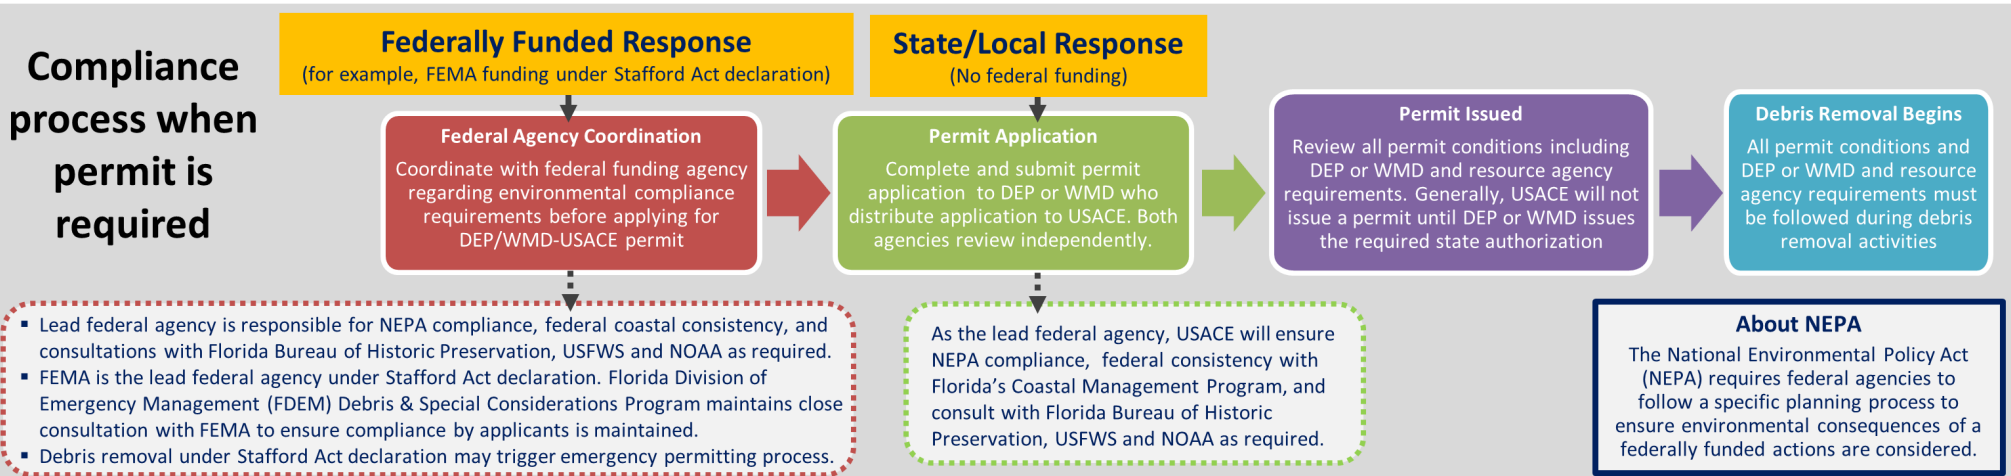 Compliance
process when
permit is
required
Federally Funded Response
(for example, FEMA funding under Stafford Act declaration)
State/Local Response
(No federal funding)
Federal Agency Coordination
Coordinate with federal funding agency
regarding environmental compliance
requirements before applying for
DEP/WMD-USACE permit
Permit Application
Complete and submit permit
application to DEP or WMD who
distribute application to USACE. Both
agencies review independently.
Permit Issued
Review all permit conditions including
DEP or WMD and resource agency
requirements. Generally, USACE will not
issue a permit until DEP or WMD issues
the required state authorization
Debris Removal Begins
All permit conditions and
DEP or WMD and resource
agency requirements must
be followed during debris
removal activities
▪ Lead federal agency is responsible for NEPA compliance, federal coastal consistency, and
consultations with Florida Bureau of Historic Preservation, USFWS and NOAA as required.
▪ FEMA is the lead federal agency under Stafford Act declaration. Florida Division of
Emergency Management (FDEM) Debris & Special Considerations Program maintains close
consultation with FEMA to ensure compliance by applicants is maintained.
▪ Debris removal under Stafford Act declaration may trigger emergency permitting process.
As the lead federal agency, USACE will ensure
NEPA compliance, federal consistency with
Florida's Coastal Management Program, and
consult with Florida Bureau of Historic
Preservation, USFWS and NOAA as required.
About NEPA
The National Environmental Policy Act
(NEPA) requires federal agencies to
follow a specific planning process to
ensure environmental consequences of a
federally funded actions are considered.